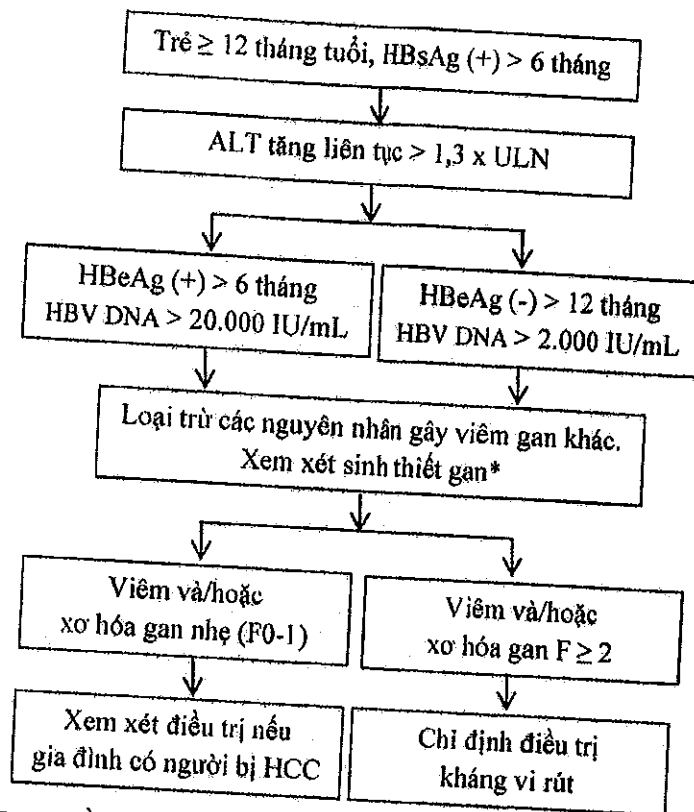 Trẻ ≥ 12 tháng tuổi, HBsAg (+) > 6 tháng
ALT tăng liên tục > 1,3 x ULN
HBeAg (+) > 6 tháng
HBV DNA > 20.000 IU/mL
HBeAg (-) > 12 tháng
HBV DNA > 2.000 IU/mL
Loại trừ các nguyên nhân gây viêm gan khác.
Xem xét sinh thiết gan*
Viêm và/hoặc
xơ hóa gan nhẹ (F0-1)
Viêm và/hoặc
xơ hóa gan F ≥ 2
Xem xét điều trị nếu
gia đình có người bị HCC
Chỉ định điều trị
kháng vi rút